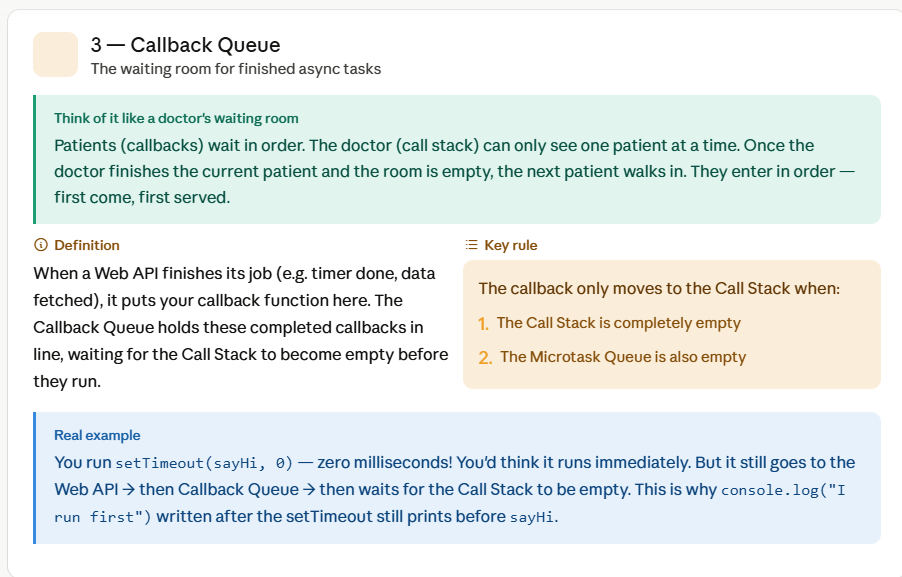 3 — Callback Queue
The waiting room for finished async tasks
Think of it like a doctor's waiting room
Patients (callbacks) wait in order. The doctor (call stack) can only see one patient at a time. Once the
doctor finishes the current patient and the room is empty, the next patient walks in. They enter in order —
first come, first served.
Definition
When a Web API finishes its job (e.g. timer done, data
fetched), it puts your callback function here. The
Callback Queue holds these completed callbacks in
line, waiting for the Call Stack to become empty before
they run.
Key rule
The callback only moves to the Call Stack when:
1. The Call Stack is completely empty
2. The Microtask Queue is also empty
Real example
You run setTimeout(sayHi, 0) — zero milliseconds! You'd think it runs immediately. But it still goes to the
Web API → then Callback Queue → then waits for the Call Stack to be empty. This is why console.log("I
run first") written after the setTimeout still prints before sayHi.